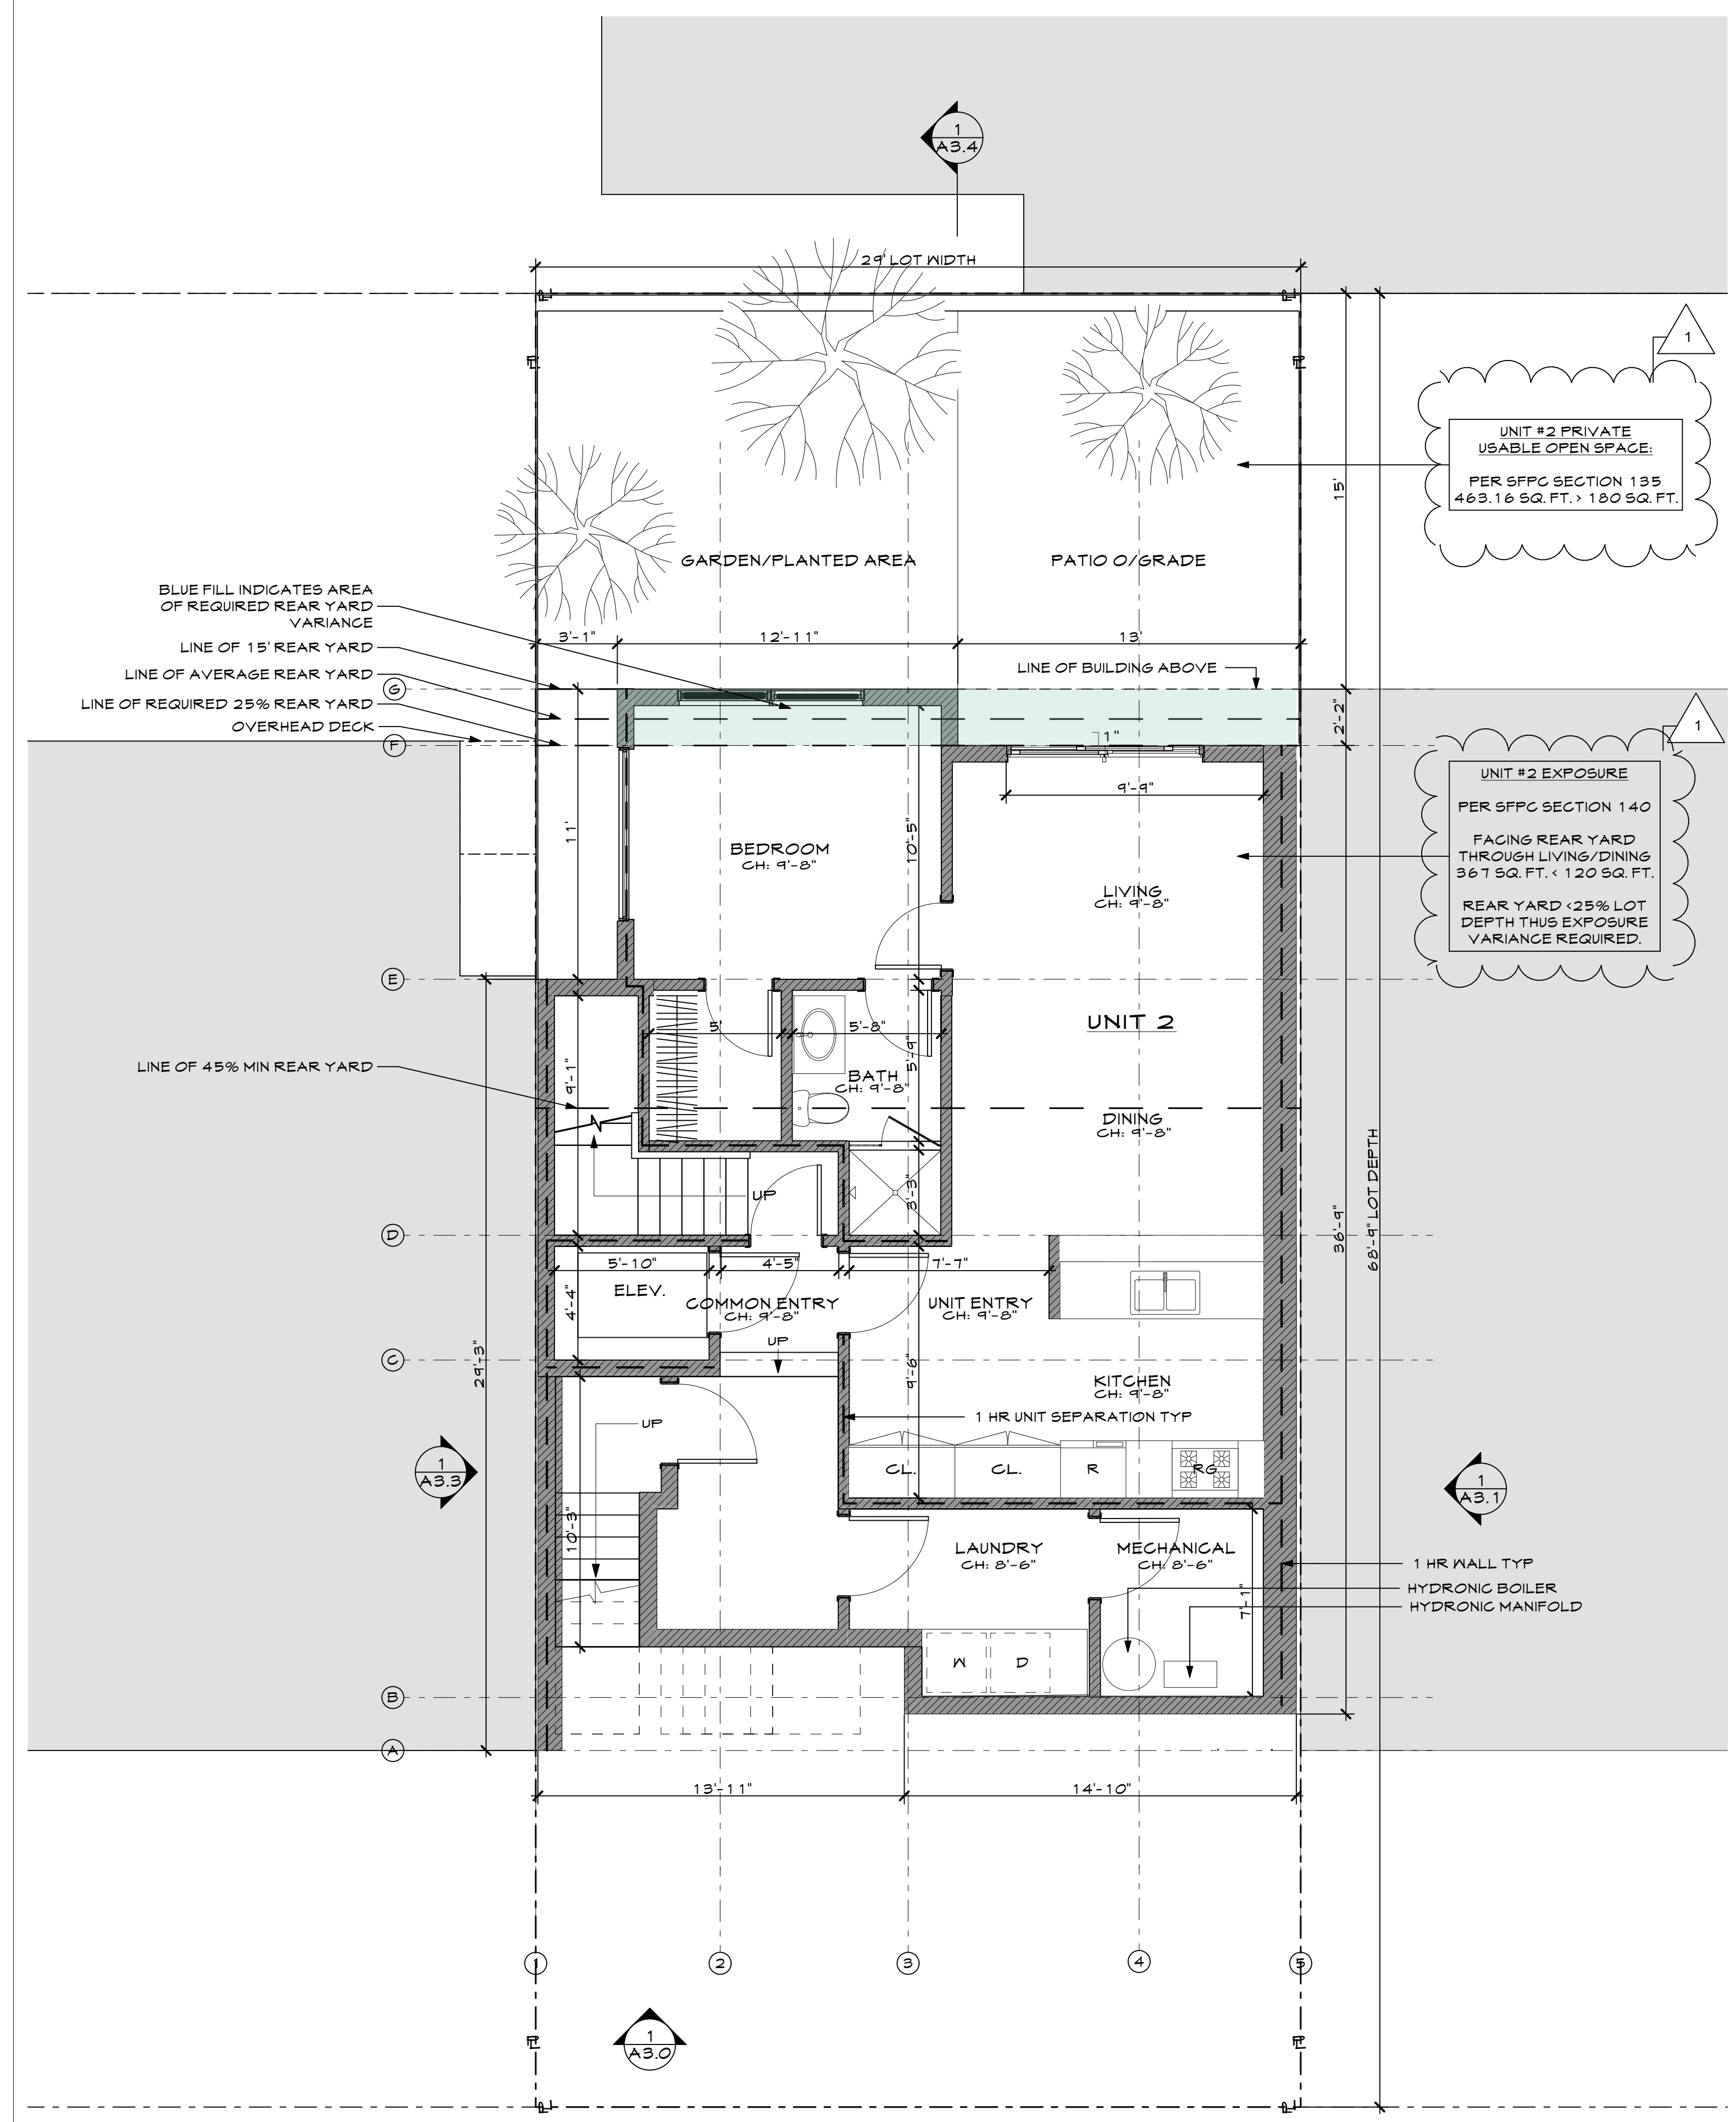 1
A3.4
29' LOT WIDTH
PL
PL
PL
PL
1
UNIT #2 PRIVATE
USABLE OPEN SPACE:
PER SFPC SECTION 135
463.16 SQ. FT. > 180 SQ. FT.
15'
GARDEN/PLANTED AREA
PATIO O/GRADE
BLUE FILL INDICATES AREA
OF REQUIRED REAR YARD
VARIANCE
LINE OF 15' REAR YARD
LINE OF AVERAGE REAR YARD
LINE OF REQUIRED 25% REAR YARD
OVERHEAD DECK
3'-1"
12'-11"
13'
LINE OF BUILDING ABOVE
G
F
2'-2"
1"
9'-9"
1
UNIT #2 EXPOSURE
PER SFPC SECTION 140
FACING REAR YARD
THROUGH LIVING/DINING
367 SQ. FT. < 120 SQ. FT.
REAR YARD <25% LOT
DEPTH THUS EXPOSURE
VARIANCE REQUIRED.
11'
BEDROOM
CH: 9'-8"
10'-5"
LIVING
CH: 9'-8"
E
UNIT 2
5'
5'-8"
5'-9"
BATH
CH: 9'-8"
LINE OF 45% MIN REAR YARD
9'-1"
DINING
CH: 9'-8"
68'-9" LOT DEPTH
36'-9"
UP
3'-3"
D
5'-10"
4'-5"
7'-7"
ELEV.
4'-4"
COMMON ENTRY
CH: 9'-8"
UNIT ENTRY
CH: 9'-8"
UP
C
29'-3"
9'-6"
KITCHEN
CH: 9'-8"
1 HR UNIT SEPARATION TYP
UP
CL.
CL.
R
RG
1
A3.3
1
A3.1
10'-3"
LAUNDRY
CH: 8'-6"
MECHANICAL
CH: 8'-6"
7'-1"
1 HR WALL TYP
HYDRONIC BOILER
HYDRONIC MANIFOLD
W
D
B
A
13'-11"
14'-10"
1
2
3
4
5
1
A3.0
PL
PL
PL
PL